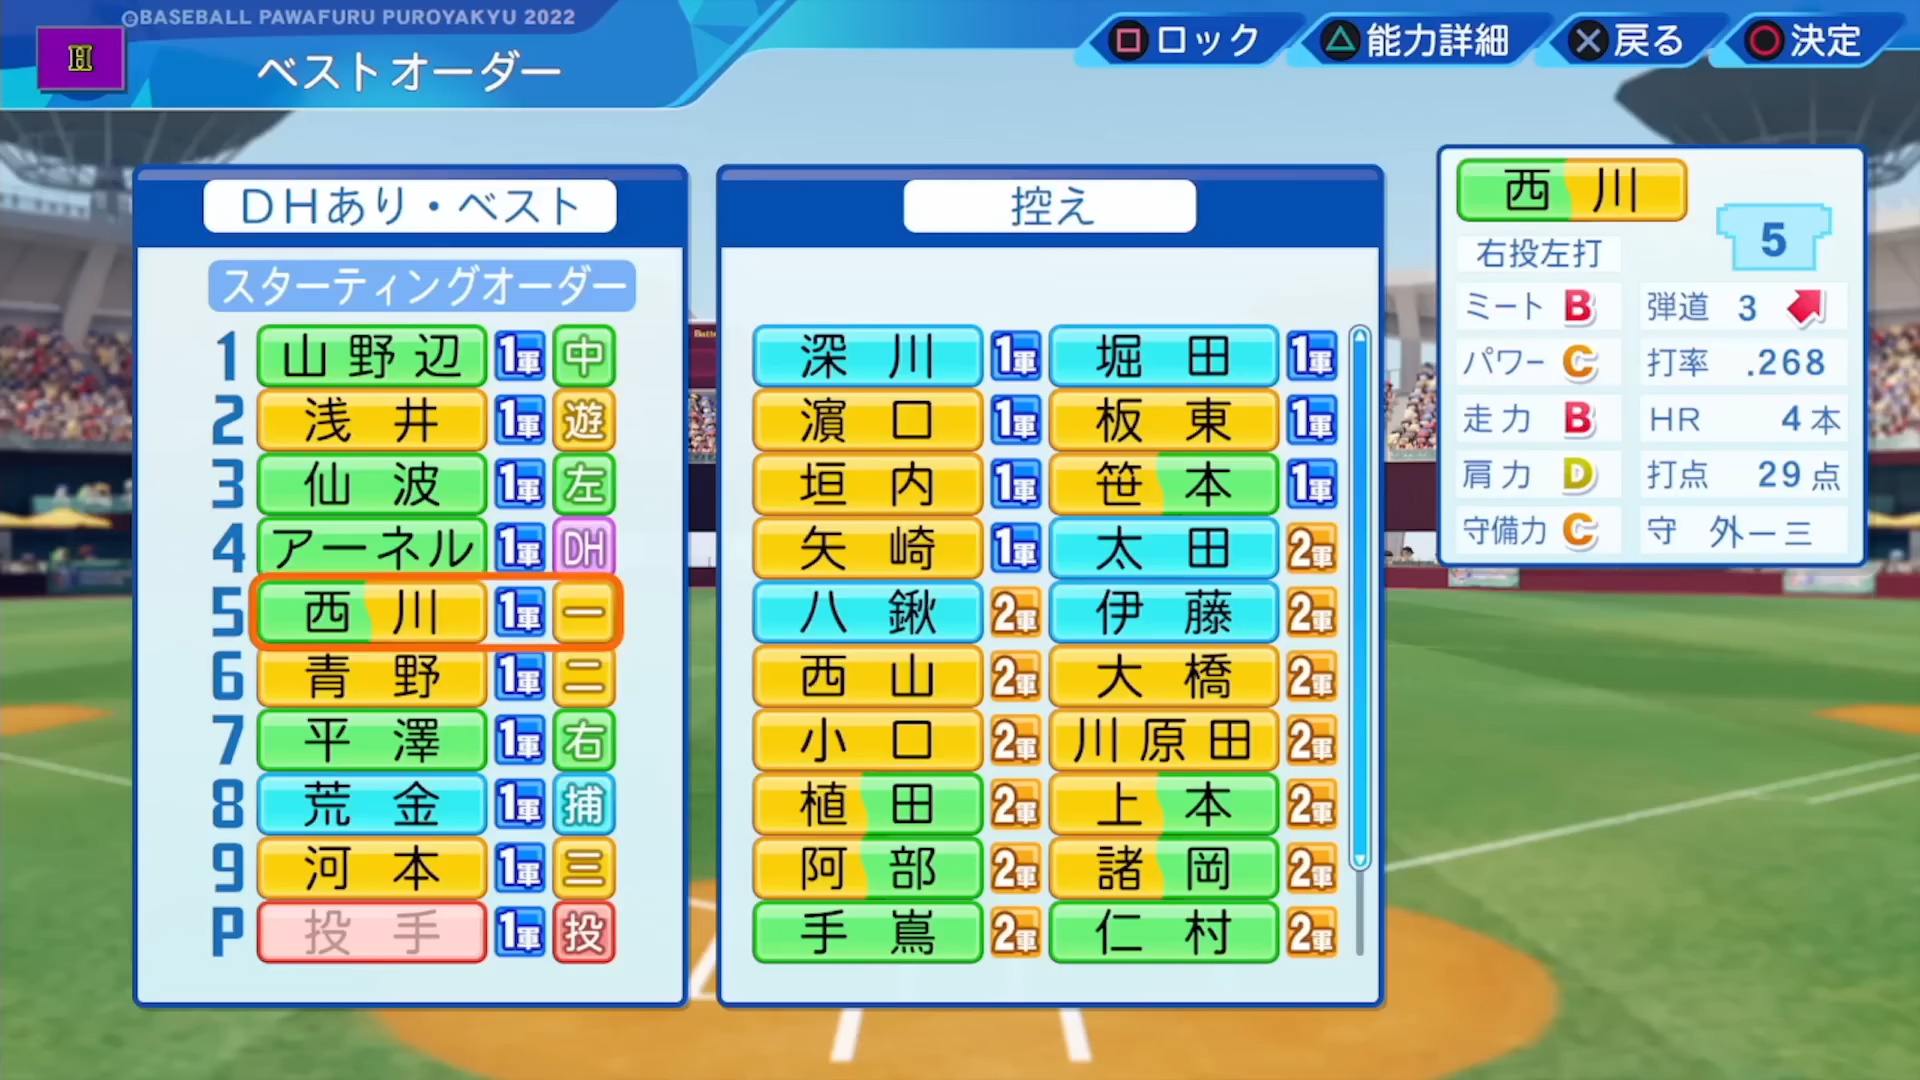 ©BASEBALL PAWAFURU PUROYAKYU 2022
H
ベストオーダー
ロック
能力詳細
戻る
決定
DHあり・ベスト
スターティングオーダー
1 山野辺 1軍 中
2 浅井 1軍 遊
3 仙波 1軍 左
4 アーネル 1軍 DH
5 西川 1軍 一
6 青野 1軍 二
7 平澤 1軍 右
8 荒金 1軍 捕
9 河本 1軍 三
P 投手 1軍 投
控え
深川 1軍 堀田 1軍
濵口 1軍 板東 1軍
垣内 1軍 笹本 1軍
矢崎 1軍 太田 2軍
八鍬 2軍 伊藤 2軍
西山 2軍 大橋 2軍
小口 2軍 川原田 2軍
植田 2軍 上本 2軍
阿部 2軍 諸岡 2軍
手嶌 2軍 仁村 2軍
西川
5
右投左打
ミート B 弾道 3
パワー C 打率 .268
走力 B HR 4本
肩力 D 打点 29点
守備力 C 守 外一三